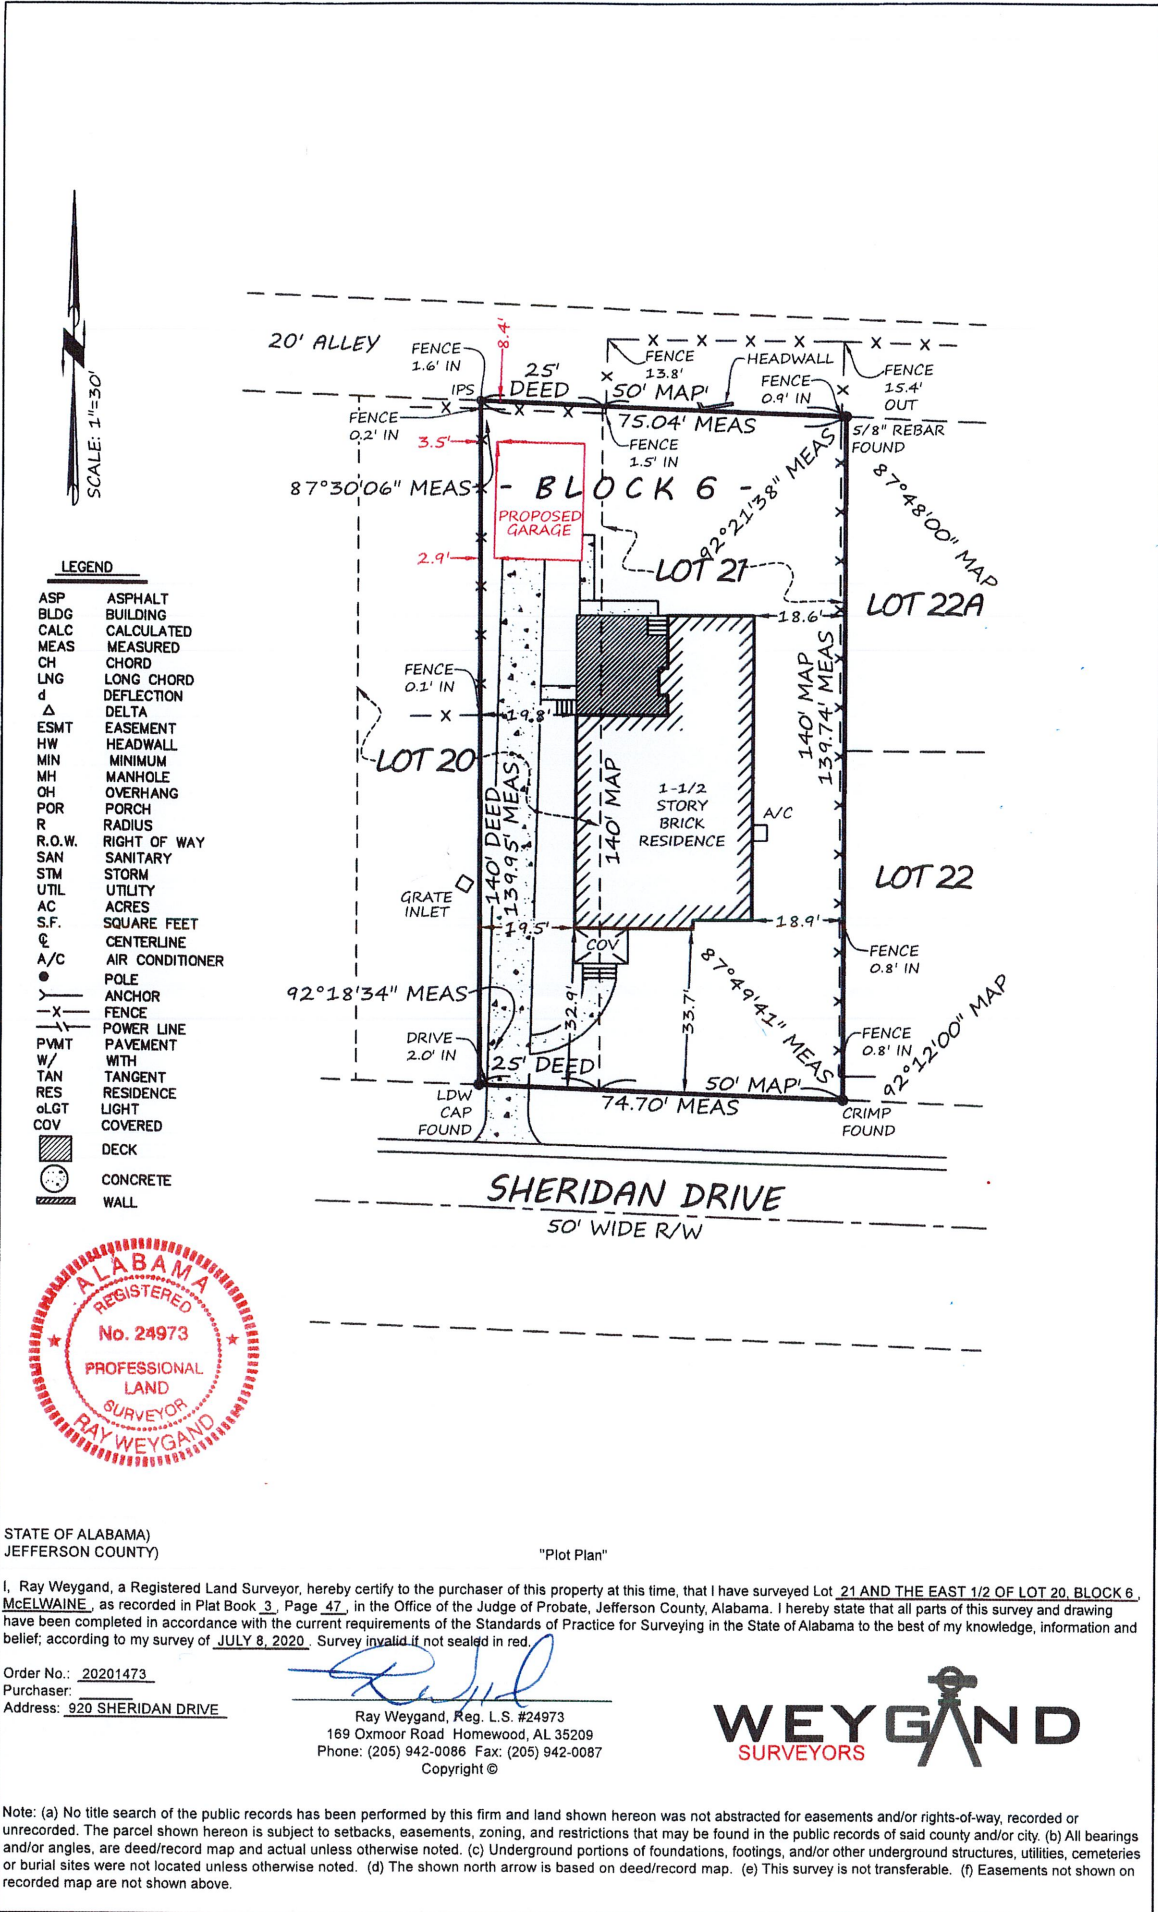 20' ALLEY
FENCE
1.6' IN
IPS
FENCE
0.2' IN
8.4'
25'
DEED
FENCE
13.8'
50' MAP
75.04' MEAS
HEADWALL
FENCE
0.9' IN
FENCE
15.4'
OUT
5/8" REBAR
FOUND
FENCE
1.5' IN
3.5'
87°30'06" MEAS
- BLOCK 6 -
92°21'38" MEAS
87°48'00" MAP
PROPOSED
GARAGE
2.9'
LOT 21
LOT 22A
18.6'
SCALE: 1"=30'
LEGEND
ASP ASPHALT
BLDG BUILDING
CALC CALCULATED
MEAS MEASURED
CH CHORD
LNG LONG CHORD
d DEFLECTION
Δ DELTA
ESMT EASEMENT
HW HEADWALL
MIN MINIMUM
MH MANHOLE
OH OVERHANG
POR PORCH
R RADIUS
R.O.W. RIGHT OF WAY
SAN SANITARY
STM STORM
UTIL UTILITY
AC ACRES
S.F. SQUARE FEET
℄ CENTERLINE
A/C AIR CONDITIONER
POLE
ANCHOR
—X— FENCE
POWER LINE
PVMT PAVEMENT
W/ WITH
TAN TANGENT
RES RESIDENCE
oLGT LIGHT
COV COVERED
DECK
CONCRETE
WALL
FENCE
0.1' IN
19.8'
LOT 20
140' DEED
139.95' MEAS
140' MAP
1-1/2
STORY
BRICK
RESIDENCE
A/C
140' MAP
139.74' MEAS
LOT 22
GRATE
INLET
19.5'
COV
18.9'
FENCE
0.8' IN
92°18'34" MEAS
32.9'
33.7'
87°49'41" MEAS
92°12'00" MAP
DRIVE
2.0' IN
FENCE
0.8' IN
25' DEED
50' MAP
74.70' MEAS
LDW
CAP
FOUND
CRIMP
FOUND
SHERIDAN DRIVE
50' WIDE R/W
ALABAMA
REGISTERED
No. 24973
PROFESSIONAL
LAND
SURVEYOR
RAY WEYGAND
STATE OF ALABAMA)
JEFFERSON COUNTY)
"Plot Plan"
I, Ray Weygand, a Registered Land Surveyor, hereby certify to the purchaser of this property at this time, that I have surveyed Lot 21 AND THE EAST 1/2 OF LOT 20, BLOCK 6,
McELWAINE, as recorded in Plat Book 3, Page 47, in the Office of the Judge of Probate, Jefferson County, Alabama. I hereby state that all parts of this survey and drawing
have been completed in accordance with the current requirements of the Standards of Practice for Surveying in the State of Alabama to the best of my knowledge, information and
belief; according to my survey of JULY 8, 2020. Survey invalid if not sealed in red.
Order No.: 20201473
Purchaser:
Address: 920 SHERIDAN DRIVE
Ray Weygand, Reg. L.S. #24973
169 Oxmoor Road Homewood, AL 35209
Phone: (205) 942-0086 Fax: (205) 942-0087
Copyright ©
WEYGAND
SURVEYORS
Note: (a) No title search of the public records has been performed by this firm and land shown hereon was not abstracted for easements and/or rights-of-way, recorded or
unrecorded. The parcel shown hereon is subject to setbacks, easements, zoning, and restrictions that may be found in the public records of said county and/or city. (b) All bearings
and/or angles, are deed/record map and actual unless otherwise noted. (c) Underground portions of foundations, footings, and/or other underground structures, utilities, cemeteries
or burial sites were not located unless otherwise noted. (d) The shown north arrow is based on deed/record map. (e) This survey is not transferable. (f) Easements not shown on
recorded map are not shown above.